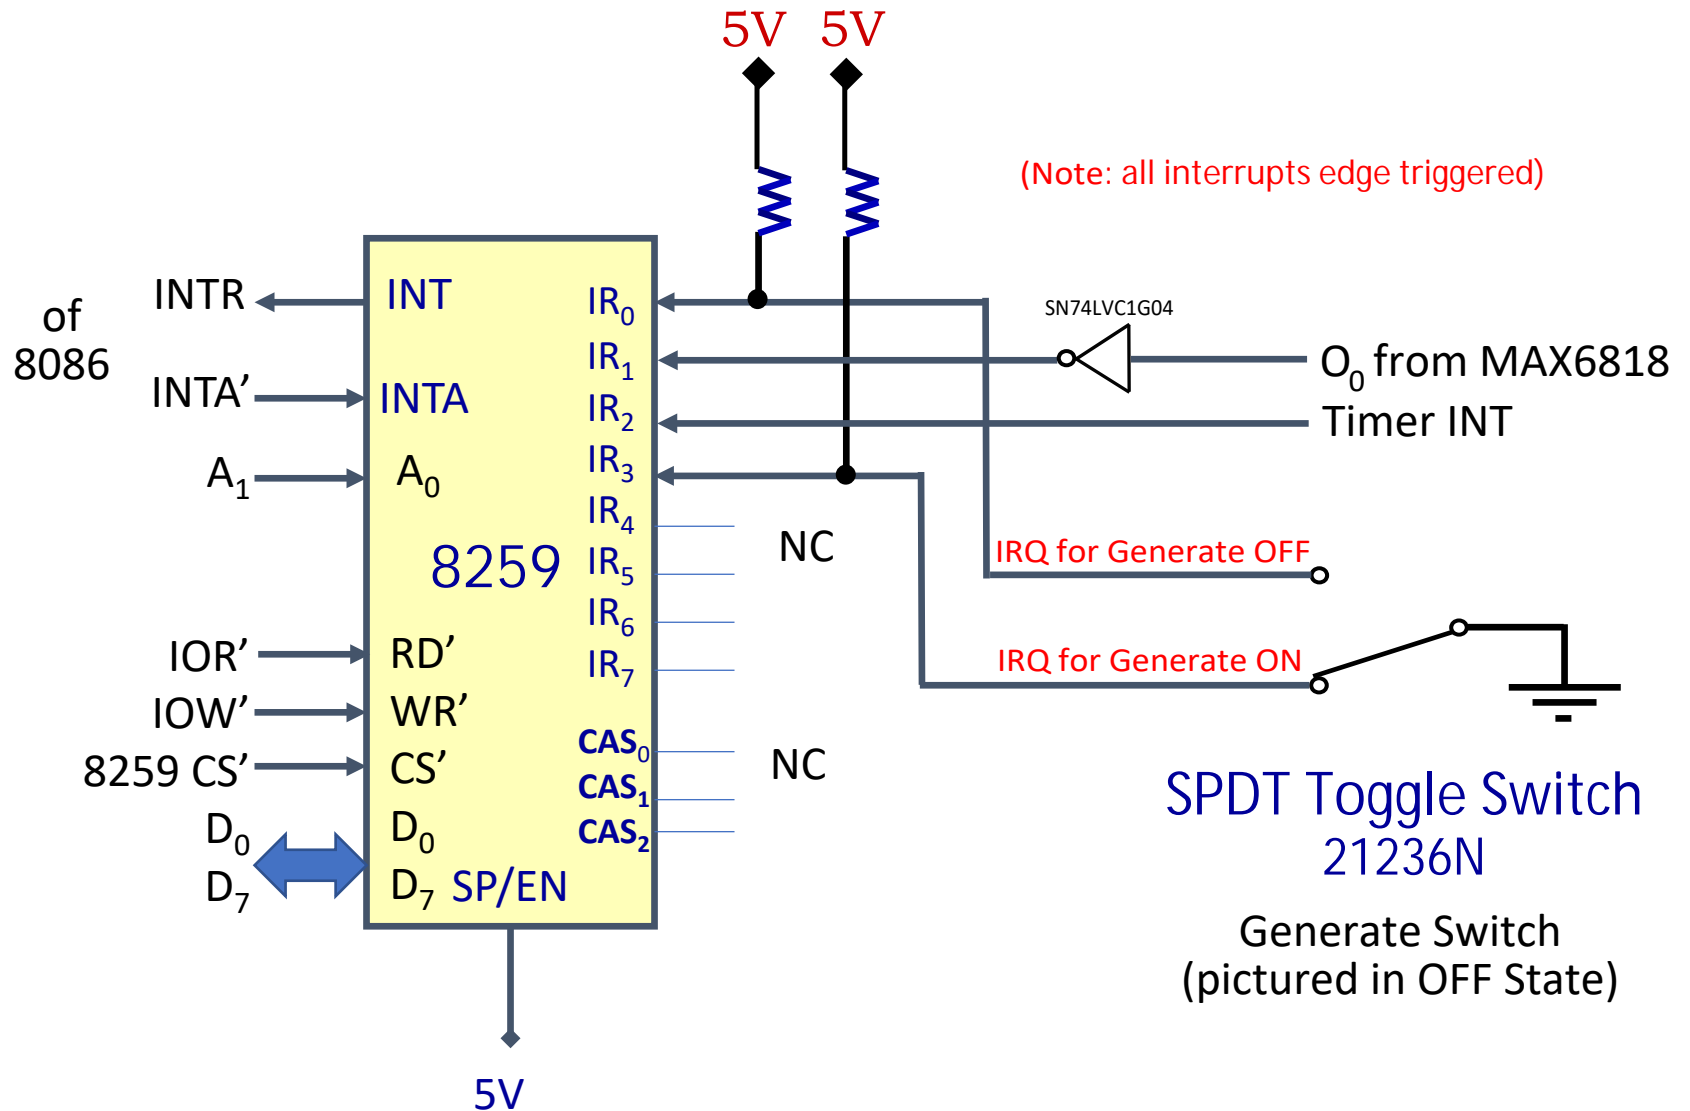 5V 5V
(Note: all interrupts edge triggered)
of
8086
INTR
INTA’
A1
IOR’
IOW’
8259 CS’
D0
D7
INT
INTA
A0
8259
RD’
WR’
CS’
D0
D7 SP/EN
IR0
IR1
IR2
IR3
IR4
IR5
IR6
IR7
CAS0
CAS1
CAS2
NC
NC
5V
SN74LVC1G04
O0 from MAX6818
Timer INT
IRQ for Generate OFF
IRQ for Generate ON
SPDT Toggle Switch
21236N
Generate Switch
(pictured in OFF State)